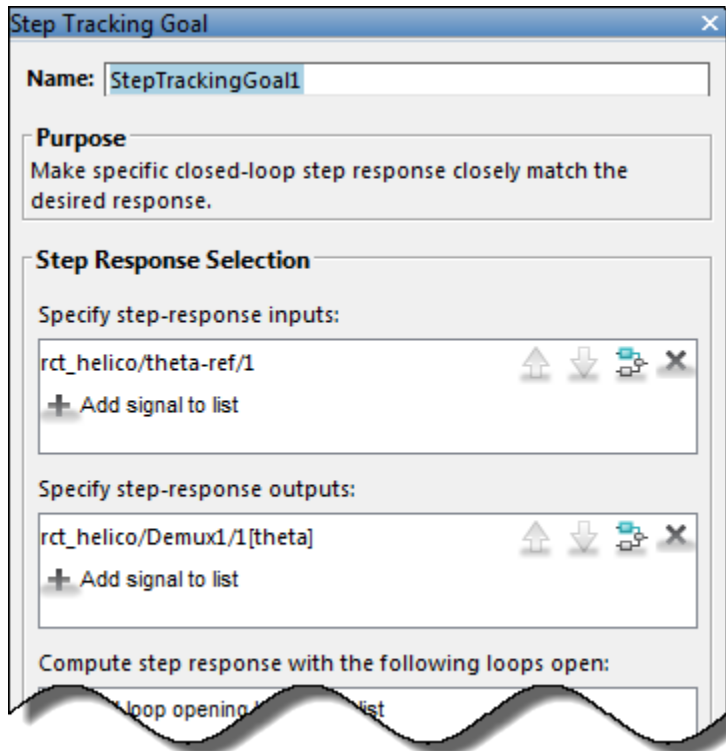 Step Tracking Goal
Name: StepTrackingGoal1
Purpose
Make specific closed-loop step response closely match the
desired response.
Step Response Selection
Specify step-response inputs:
rct_helico/theta-ref/1
Add signal to list
Specify step-response outputs:
rct_helico/Demux1/1[theta]
Add signal to list
Compute step response with the following loops open:
loop opening list